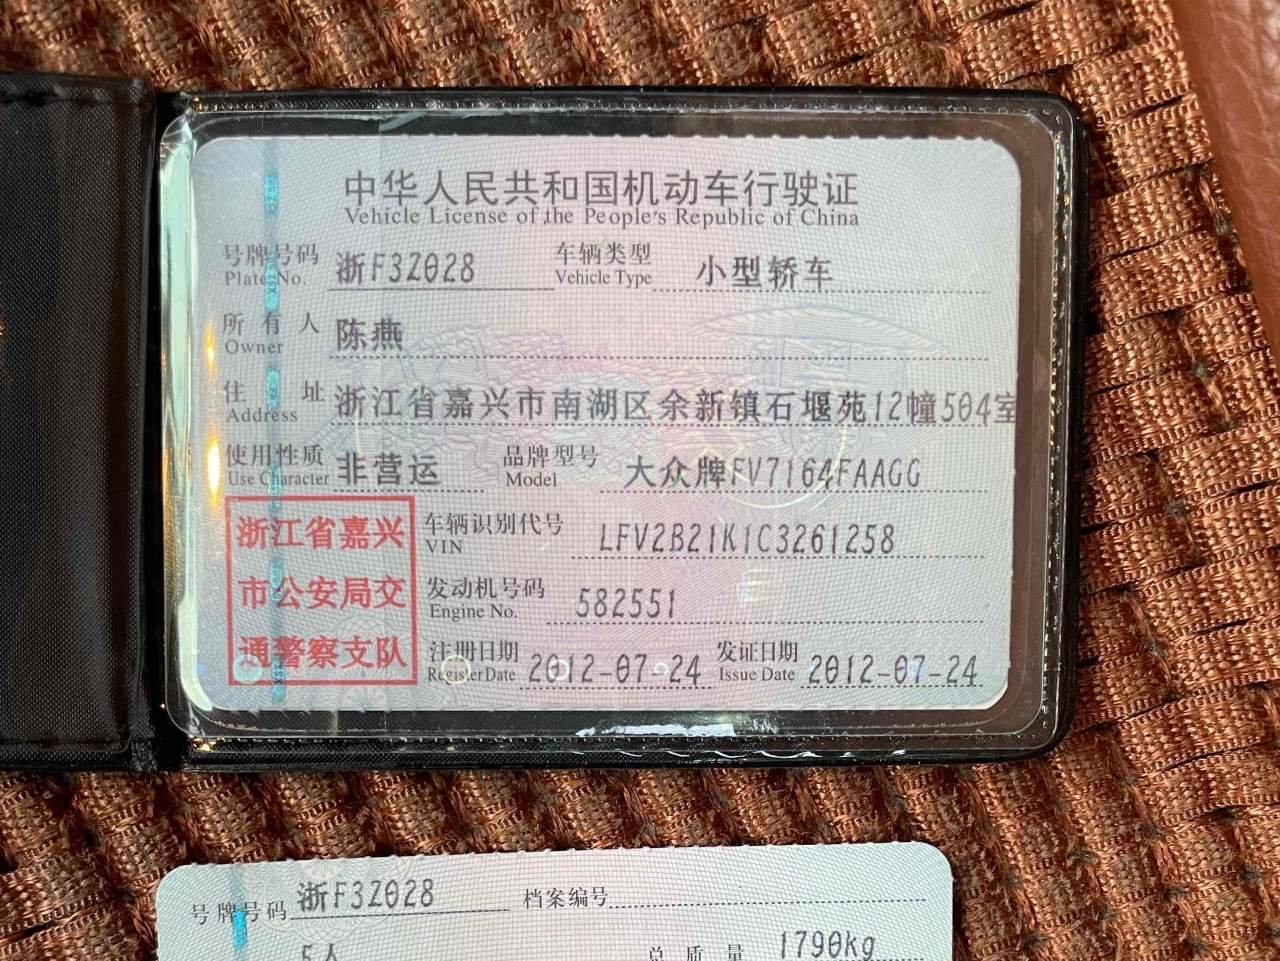 中华人民共和国机动车行驶证
Vehicle License of the People's Republic of China
号牌号码 浙F3Z028 车辆类型 小型轿车
Plate No. Vehicle Type
所有人 陈燕
Owner
住址 浙江省嘉兴市南湖区余新镇石堰苑12幢504室
Address
使用性质 非营运 品牌型号 大众牌FV7164FAAGG
Use Character Model
浙江省嘉兴
市公安局交
通警察支队
车辆识别代号 LFV2B21K1C3261258
VIN
发动机号码 582551
Engine No.
注册日期 2012-07-24 发证日期 2012-07-24
Register Date Issue Date
号牌号码 浙F3Z028 档案编号
5人 总质量 1790kg